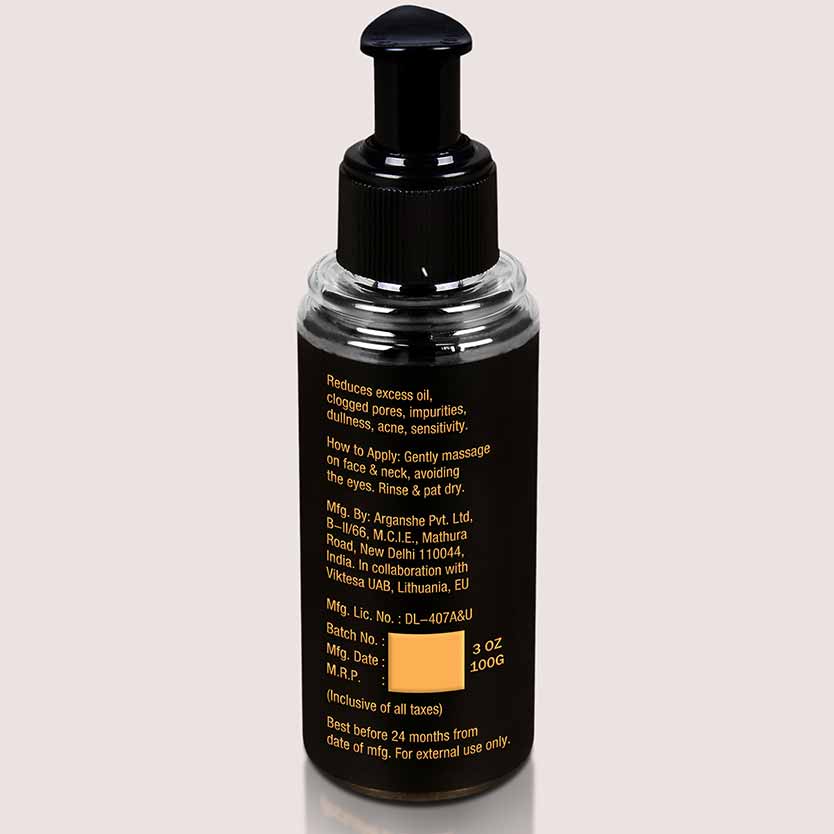 Reduces excess oil,
clogged pores, impurities,
dullness, acne, sensitivity.
How to Apply: Gently massage
on face & neck, avoiding
the eyes. Rinse & pat dry.
Mfg. By: Arganshe Pvt. Ltd,
B–II/66, M.C.I.E., Mathura
Road, New Delhi 110044,
India. In collaboration with
Viktesa UAB, Lithuania, EU
Mfg. Lic. No. : DL–407A&U
Batch No. :
Mfg. Date :
M.R.P. :
3 OZ
100G
(Inclusive of all taxes)
Best before 24 months from
date of mfg. For external use only.